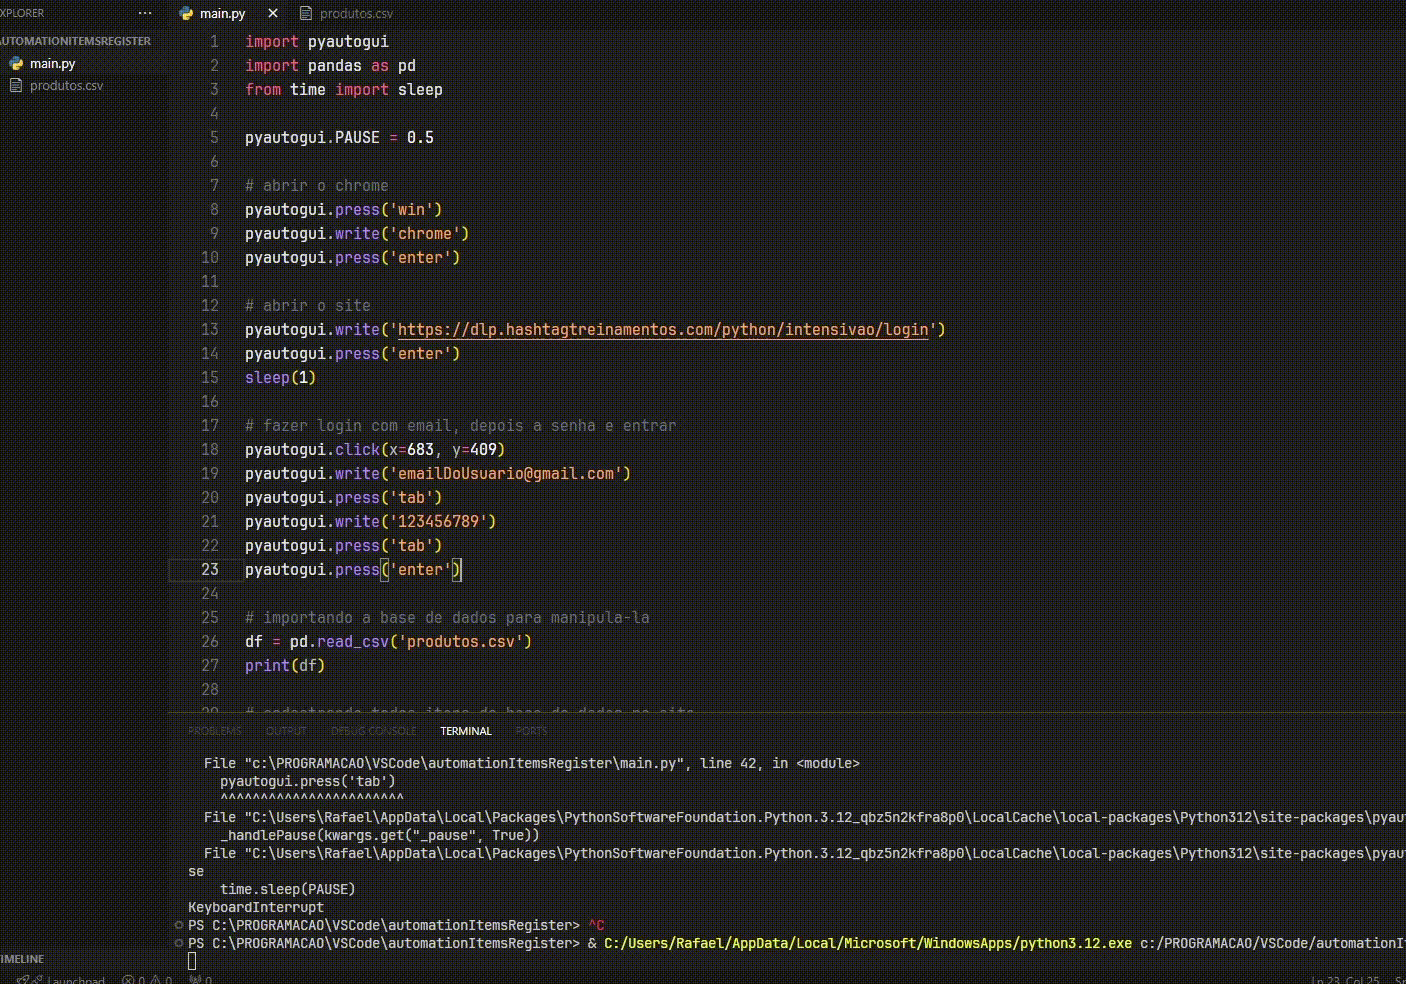 XPLORER ···
main.py ×
produtos.csv
AUTOMATIONITEMSREGISTER
main.py
produtos.csv
1 import pyautogui
2 import pandas as pd
3 from time import sleep
4
5 pyautogui.PAUSE = 0.5
6
7 # abrir o chrome
8 pyautogui.press('win')
9 pyautogui.write('chrome')
10 pyautogui.press('enter')
11
12 # abrir o site
13 pyautogui.write('https://dlp.hashtagtreinamentos.com/python/intensivao/login')
14 pyautogui.press('enter')
15 sleep(1)
16
17 # fazer login com email, depois a senha e entrar
18 pyautogui.click(x=683, y=409)
19 pyautogui.write('emailDoUsuario@gmail.com')
20 pyautogui.press('tab')
21 pyautogui.write('123456789')
22 pyautogui.press('tab')
23 pyautogui.press('enter')
24
25 # importando a base de dados para manipula-la
26 df = pd.read_csv('produtos.csv')
27 print(df)
28
PROBLEMS OUTPUT DEBUG CONSOLE TERMINAL PORTS
File "c:\PROGRAMACAO\VSCode\automationItemsRegister\main.py", line 42, in <module>
pyautogui.press('tab')
^^^^^^^^^^^^^^^^^^^^^^^
File "C:\Users\Rafael\AppData\Local\Packages\PythonSoftwareFoundation.Python.3.12_qbz5n2kfra8p0\LocalCache\local-packages\Python312\site-packages\pyau
_handlePause(kwargs.get("_pause", True))
File "C:\Users\Rafael\AppData\Local\Packages\PythonSoftwareFoundation.Python.3.12_qbz5n2kfra8p0\LocalCache\local-packages\Python312\site-packages\pyau
se
time.sleep(PAUSE)
KeyboardInterrupt
PS C:\PROGRAMACAO\VSCode\automationItemsRegister> ^C
PS C:\PROGRAMACAO\VSCode\automationItemsRegister> & C:/Users/Rafael/AppData/Local/Microsoft/WindowsApps/python3.12.exe c:/PROGRAMACAO/VSCode/automationI
TIMELINE
Launchpad 0 0 0
Ln 23, Col 25